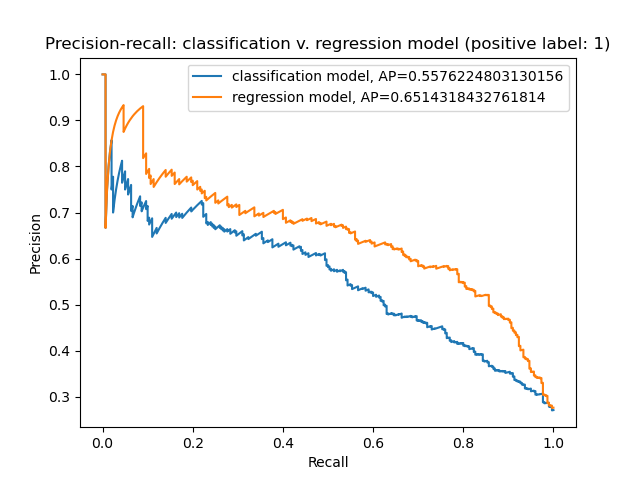 Precision-recall: classification v. regression model (positive label: 1)
classification model, AP=0.5576224803130156
regression model, AP=0.6514318432761814
1.0
0.9
0.8
0.7
0.6
0.5
0.4
0.3
Precision
0.0 0.2 0.4 0.6 0.8 1.0
Recall